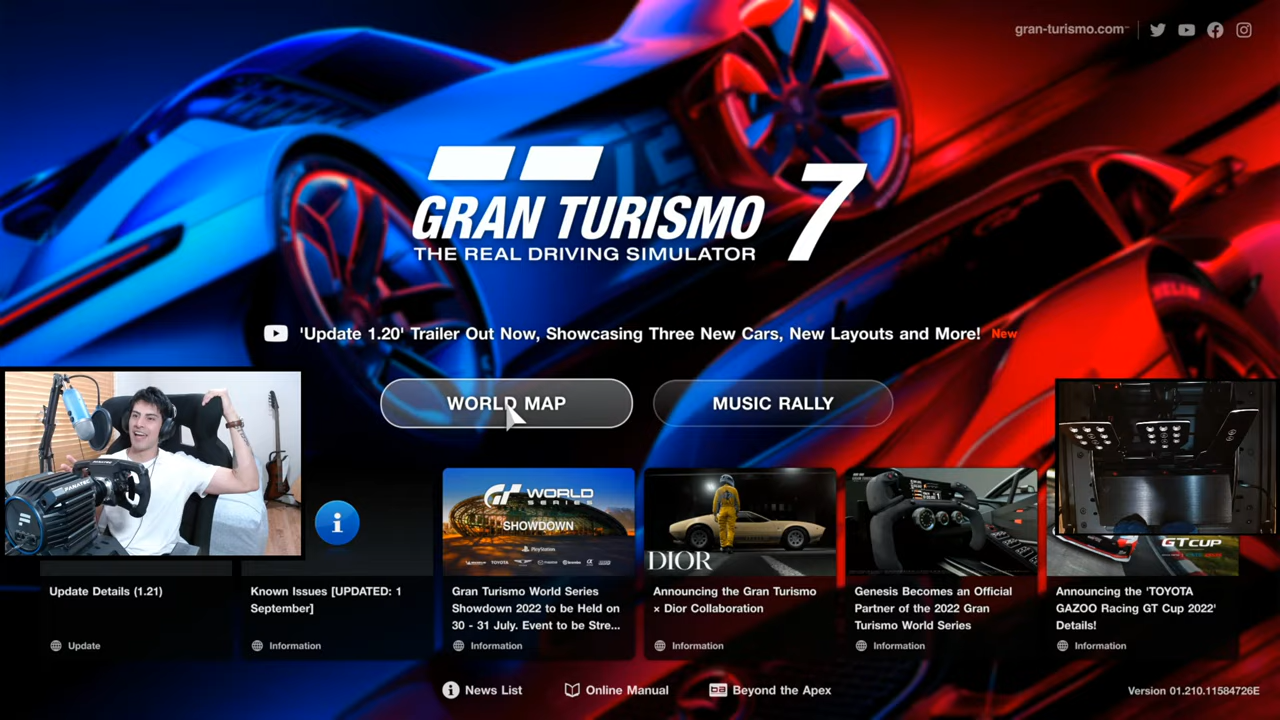 gran-turismo.com
GRAN TURISMO 7
THE REAL DRIVING SIMULATOR
'Update 1.20' Trailer Out Now, Showcasing Three New Cars, New Layouts and More! New
WORLD MAP
MUSIC RALLY
FANATEC
i
GT WORLD
SERIES
SHOWDOWN
PlayStation
DIOR
GT CUP
Update Details (1.21)
Update
Known Issues [UPDATED: 1
September]
Information
Gran Turismo World Series
Showdown 2022 to be Held on
30 - 31 July. Event to be Stre...
Information
Announcing the Gran Turismo
× Dior Collaboration
Information
Genesis Becomes an Official
Partner of the 2022 Gran
Turismo World Series
Information
Announcing the 'TOYOTA
GAZOO Racing GT Cup 2022'
Details!
Information
News List
Online Manual
Beyond the Apex
Version 01.210.11584726E